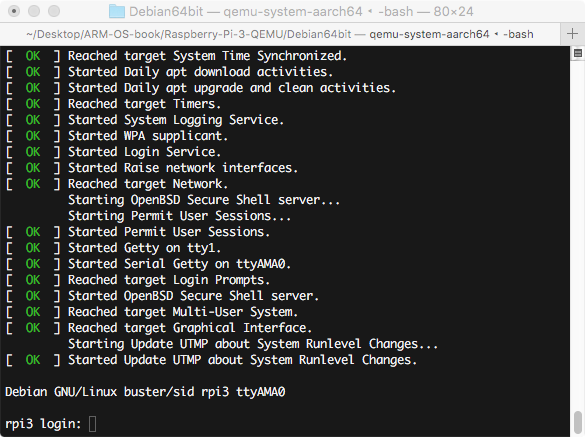 Debian64bit — qemu-system-aarch64 ◂ -bash — 80×24
~/Desktop/ARM-OS-book/Raspberry-Pi-3-QEMU/Debian64bit — qemu-system-aarch64 ◂ -bash
+
[  OK  ] Reached target System Time Synchronized.
[  OK  ] Started Daily apt download activities.
[  OK  ] Started Daily apt upgrade and clean activities.
[  OK  ] Reached target Timers.
[  OK  ] Started System Logging Service.
[  OK  ] Started WPA supplicant.
[  OK  ] Started Login Service.
[  OK  ] Started Raise network interfaces.
[  OK  ] Reached target Network.
         Starting OpenBSD Secure Shell server...
         Starting Permit User Sessions...
[  OK  ] Started Permit User Sessions.
[  OK  ] Started Getty on tty1.
[  OK  ] Started Serial Getty on ttyAMA0.
[  OK  ] Reached target Login Prompts.
[  OK  ] Started OpenBSD Secure Shell server.
[  OK  ] Reached target Multi-User System.
[  OK  ] Reached target Graphical Interface.
         Starting Update UTMP about System Runlevel Changes...
[  OK  ] Started Update UTMP about System Runlevel Changes.
Debian GNU/Linux buster/sid rpi3 ttyAMA0
rpi3 login: